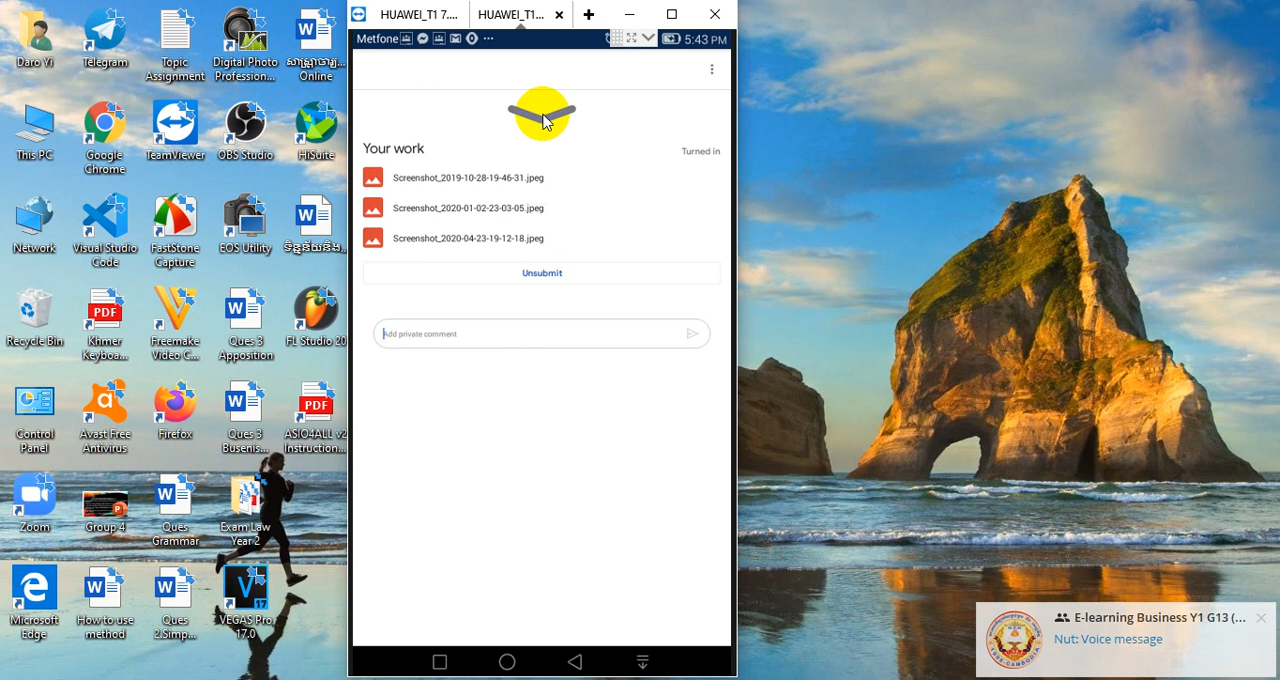 Daro Yi
Telegram
Topic
Assignment
Digital Photo
Profession...
Online
This PC
Google
Chrome
TeamViewer
OBS Studio
HiSuite
Network
Visual Studio
Code
FastStone
Capture
EOS Utility
Recycle Bin
PDF
Khmer
Keyboa...
Freemake
Video C...
Ques 3
Apposition
FL Studio 20
Control
Panel
Avast Free
Antivirus
Firefox
Ques 3
Busenis...
PDF
ASIO4ALL v2
Instruction...
Zoom
Group 4
Ques
Grammar
Exam Law
Year 2
Microsoft
Edge
How to use
method
Ques
2.Simp...
VEGAS Pro
17.0
HUAWEI_T1 7....
HUAWEI_T1...
Metfone
5:43 PM
Your work
Turned in
Screenshot_2019-10-28-19-46-31.jpeg
Screenshot_2020-01-02-23-03-05.jpeg
Screenshot_2020-04-23-19-12-18.jpeg
Unsubmit
Add private comment
E-learning Business Y1 G13 (...
Nut: Voice message